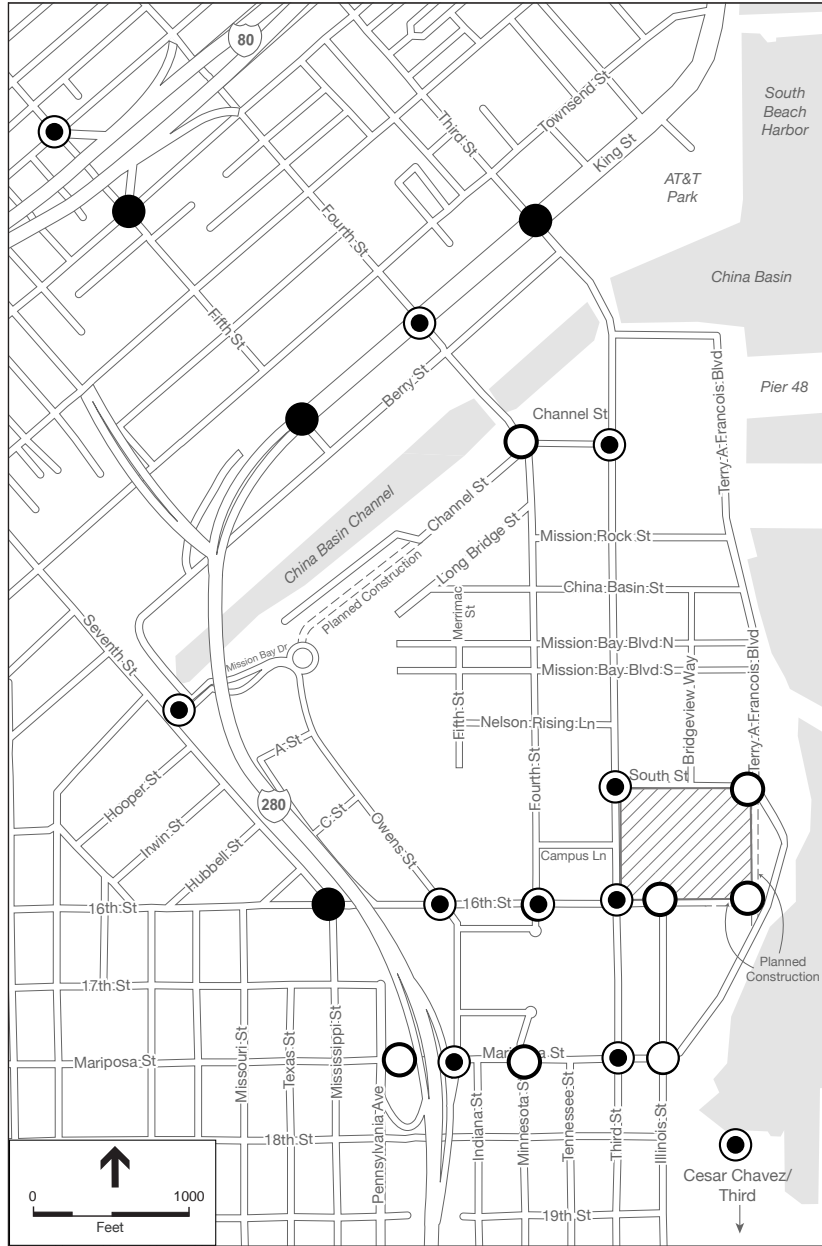 80
South
Beach
Harbor
Townsend St
Third St
King St
AT&T
Park
Fourth St
China Basin
Fifth St
Berry St
Terry A Francois Blvd
Pier 48
Channel St
China Basin Channel
Channel St
Long Bridge St
Mission Rock St
Planned Construction
China Basin St
Merrimac
St
Seventh St
Mission Bay Dr
Mission Bay Blvd N
Mission Bay Blvd S
Bridgeview Way
Terry A Francois Blvd
Fifth St
Nelson Rising Ln
A St
Fourth St
South St
Hooper St
280
C St
Owens St
Irwin St
Hubbell St
Campus Ln
16th St
16th St
Planned
Construction
17th St
Missouri St
Texas St
Mississippi St
Mariposa St
Pennsylvania Ave
Indiana St
Minnesota S
Tennessee St
Third St
Illinois St
18th St
Cesar Chavez/
Third
0 1000
Feet
19th St